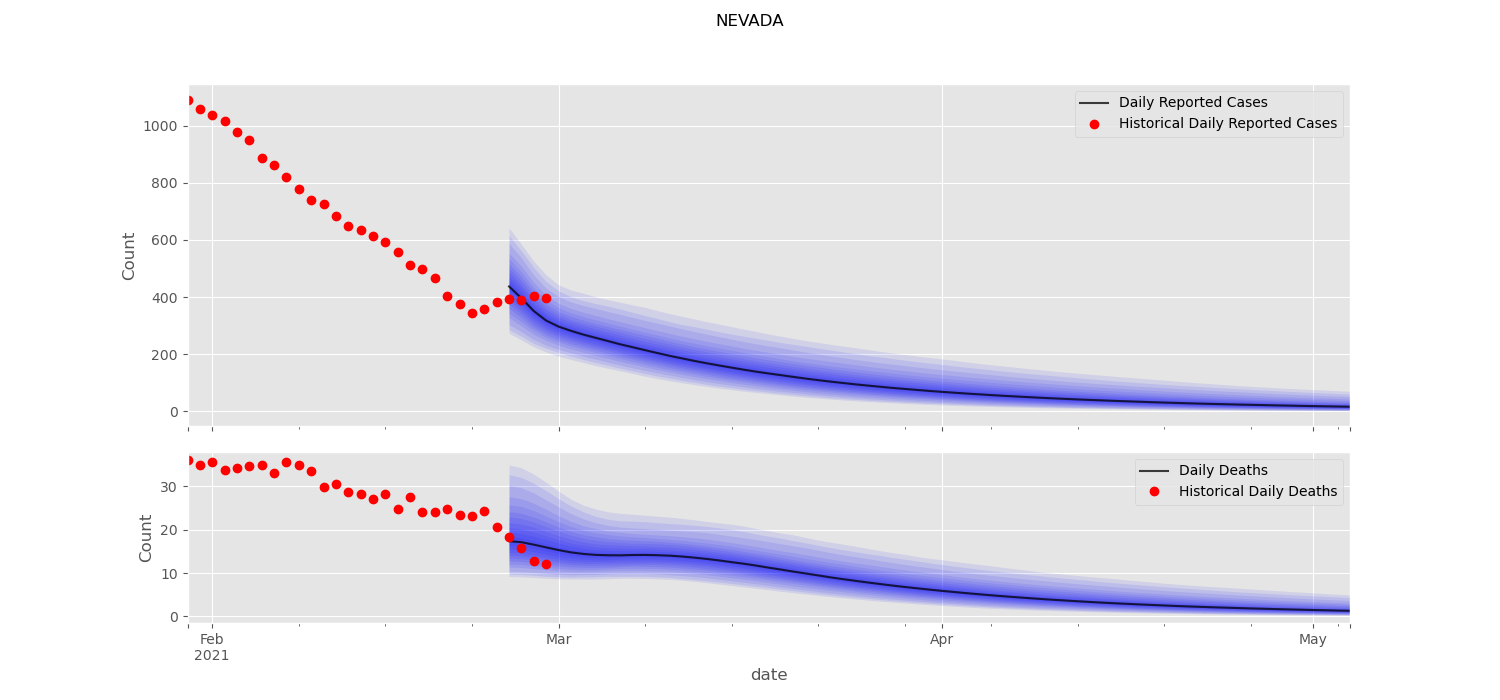 NEVADA
Daily Reported Cases
Historical Daily Reported Cases
1000
800
600
400
200
0
Count
Daily Deaths
Historical Daily Deaths
30
20
10
0
Count
Feb
2021
Mar
Apr
May
date